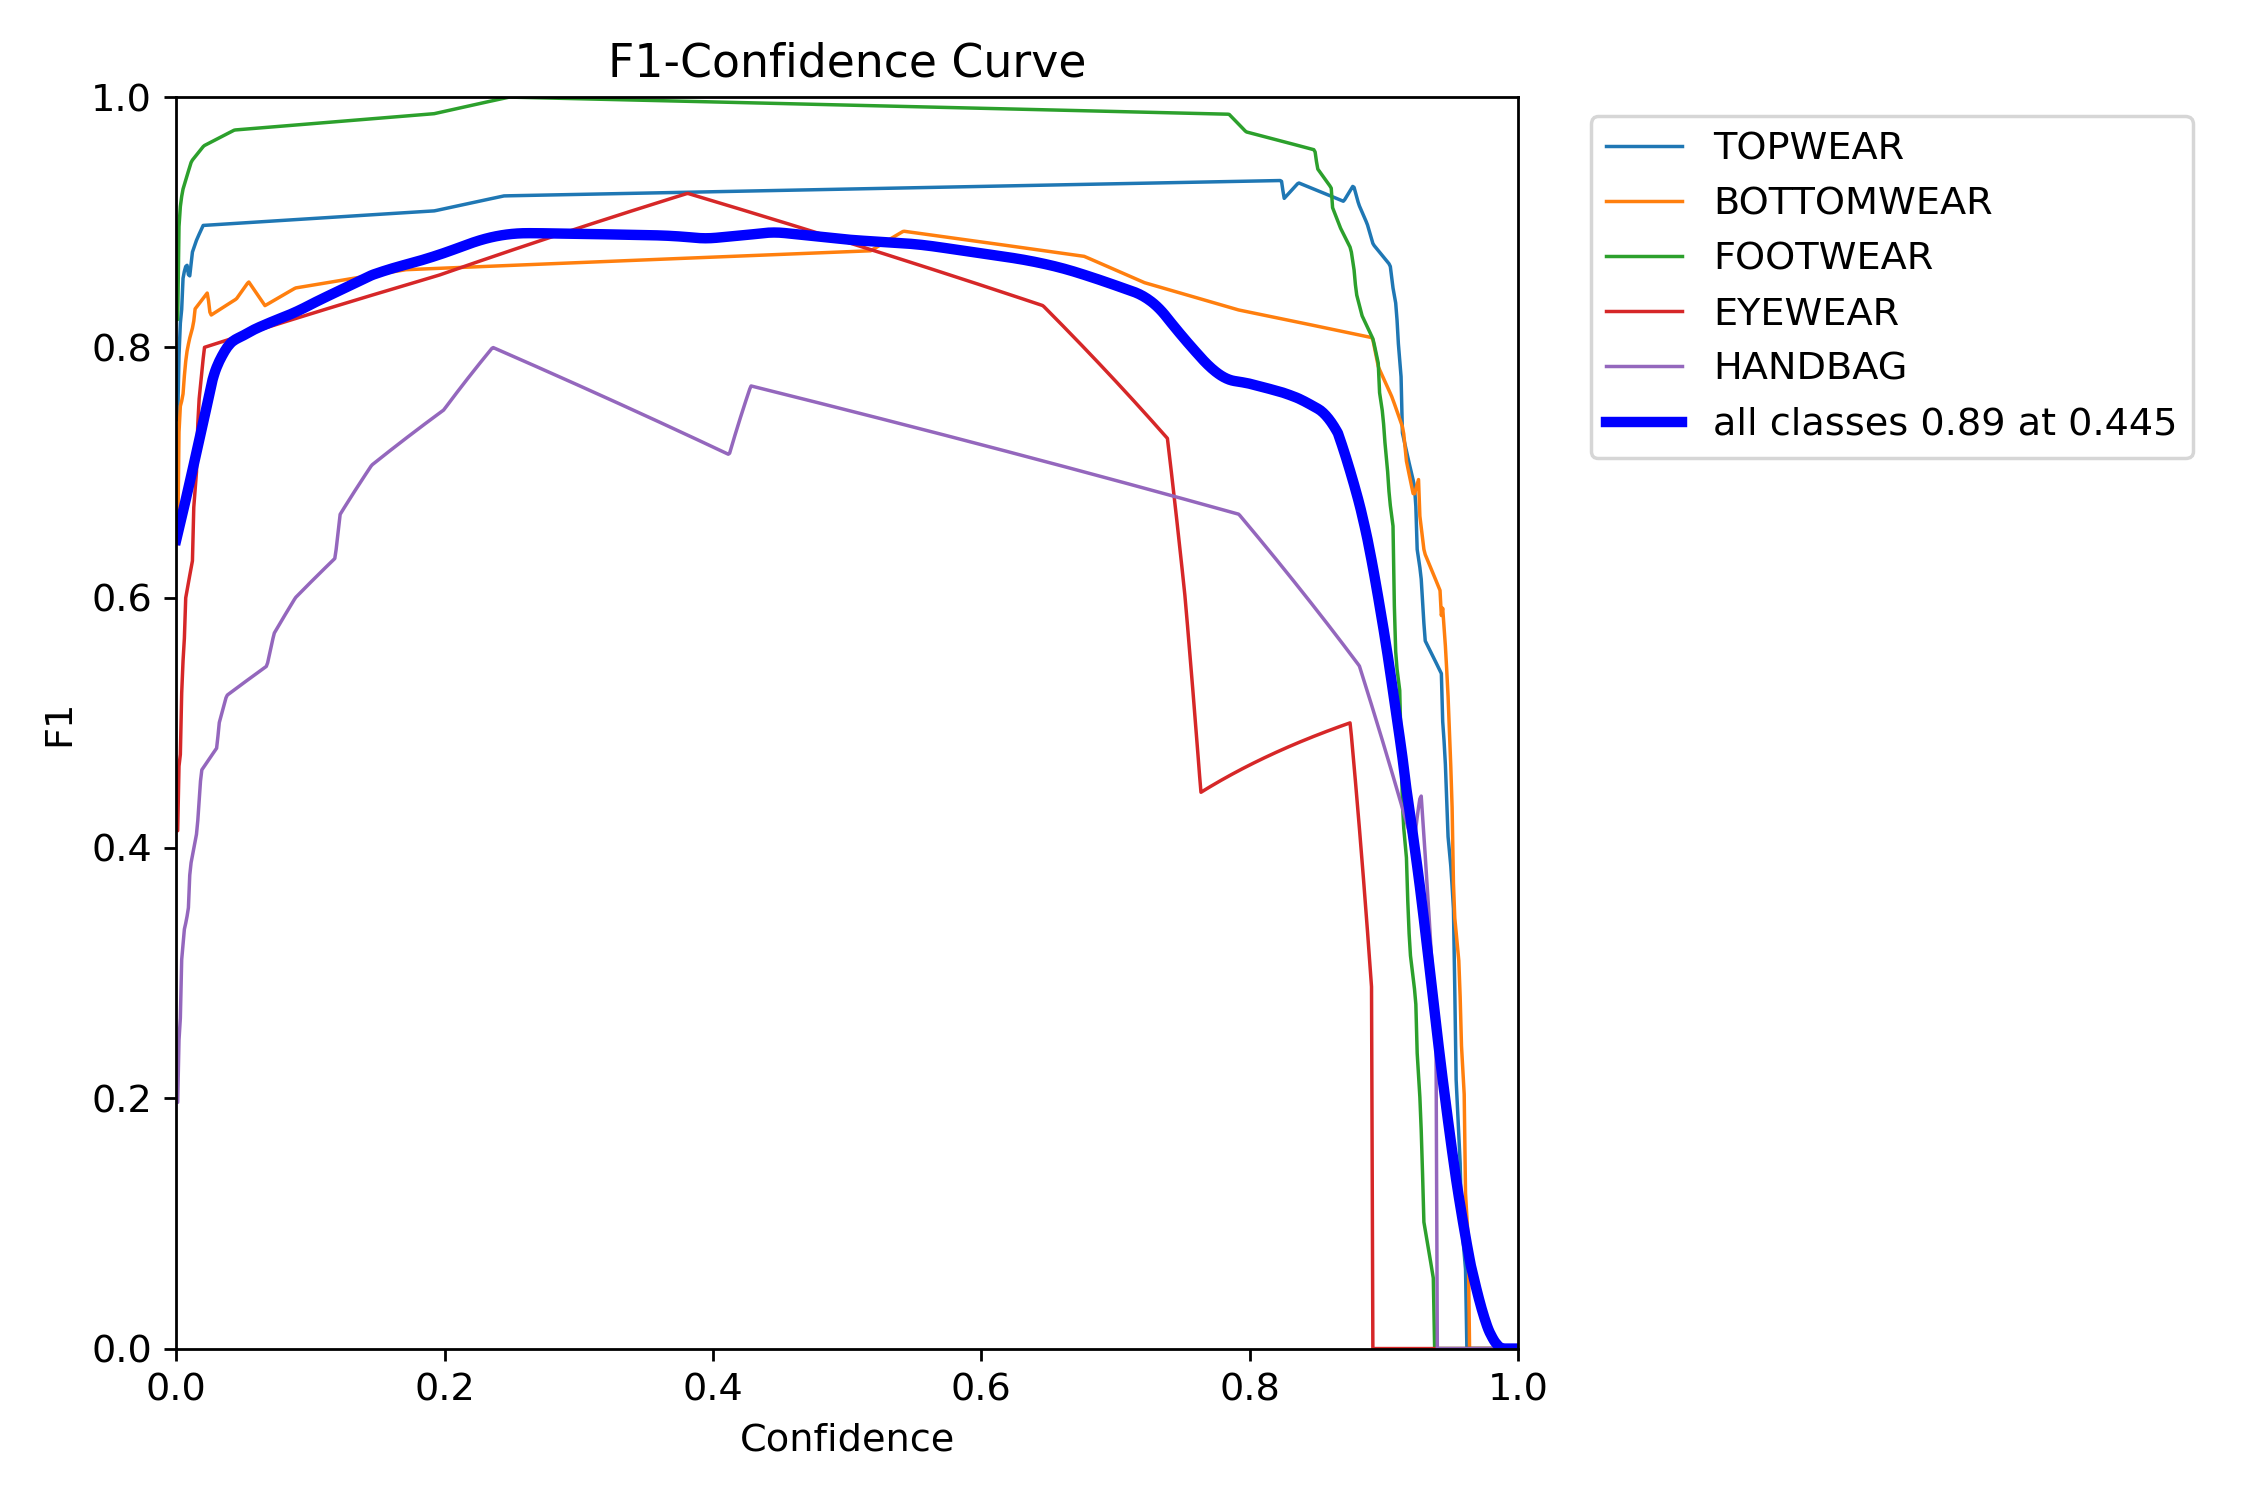 F1-Confidence Curve
1.0
0.8
0.6
0.4
0.2
0.0
F1
0.0 0.2 0.4 0.6 0.8 1.0
Confidence
TOPWEAR
BOTTOMWEAR
FOOTWEAR
EYEWEAR
HANDBAG
all classes 0.89 at 0.445